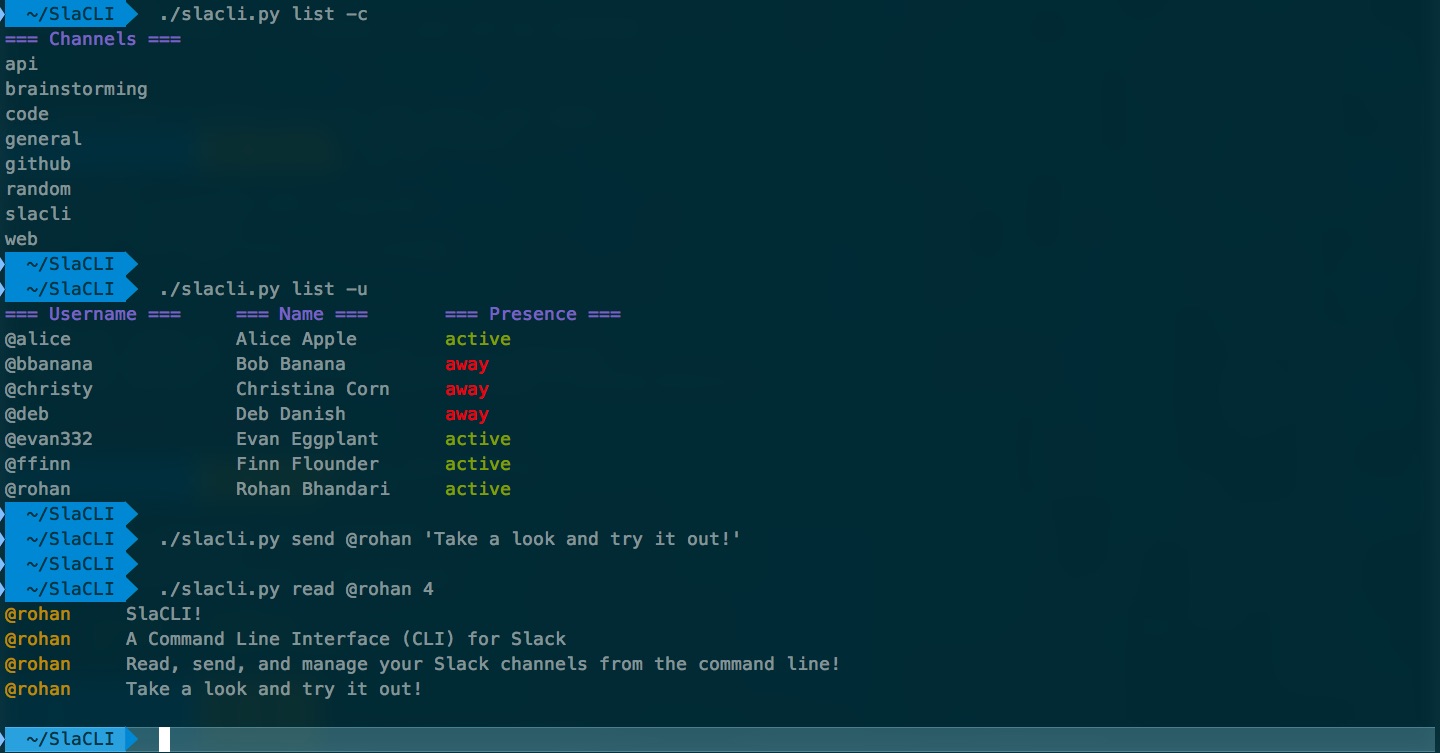 ~/SlaCLI ./slacli.py list -c
=== Channels ===
api
brainstorming
code
general
github
random
slacli
web
~/SlaCLI
~/SlaCLI ./slacli.py list -u
=== Username === === Name === === Presence ===
@alice Alice Apple active
@bbanana Bob Banana away
@christy Christina Corn away
@deb Deb Danish away
@evan332 Evan Eggplant active
@ffinn Finn Flounder active
@rohan Rohan Bhandari active
~/SlaCLI
~/SlaCLI ./slacli.py send @rohan 'Take a look and try it out!'
~/SlaCLI
~/SlaCLI ./slacli.py read @rohan 4
@rohan SlaCLI!
@rohan A Command Line Interface (CLI) for Slack
@rohan Read, send, and manage your Slack channels from the command line!
@rohan Take a look and try it out!
~/SlaCLI